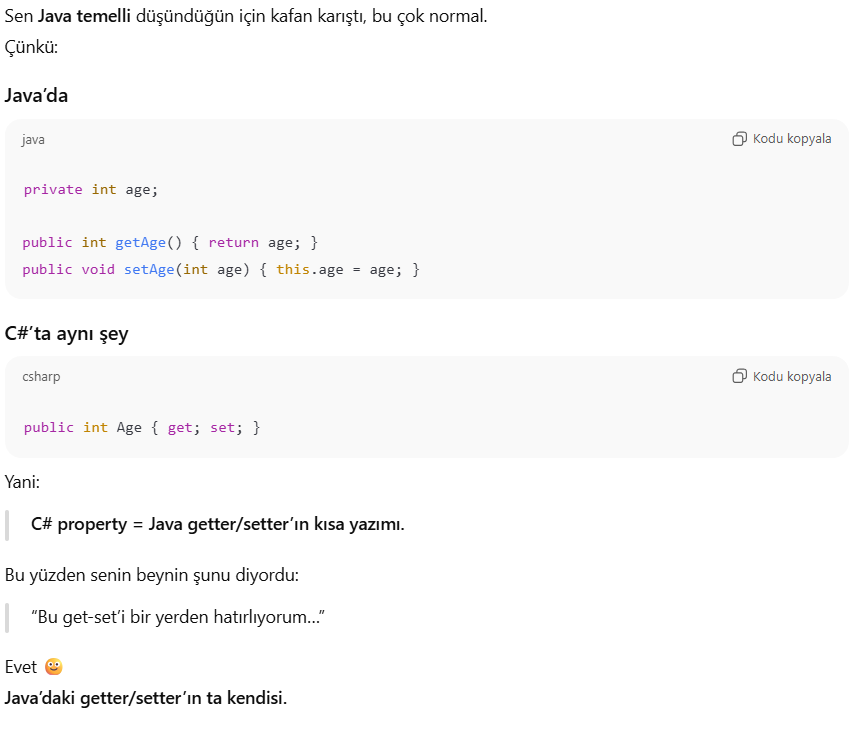 Sen Java temelli düşündüğün için kafan karıştı, bu çok normal.
Çünkü:
Java’da
java
Kodu kopyala
private int age;
public int getAge() { return age; }
public void setAge(int age) { this.age = age; }
C#’ta aynı şey
csharp
Kodu kopyala
public int Age { get; set; }
Yani:
C# property = Java getter/setter’ın kısa yazımı.
Bu yüzden senin beynin şunu diyordu:
“Bu get-set’i bir yerden hatırlıyorum…”
Evet 😄
Java’daki getter/setter’ın ta kendisi.